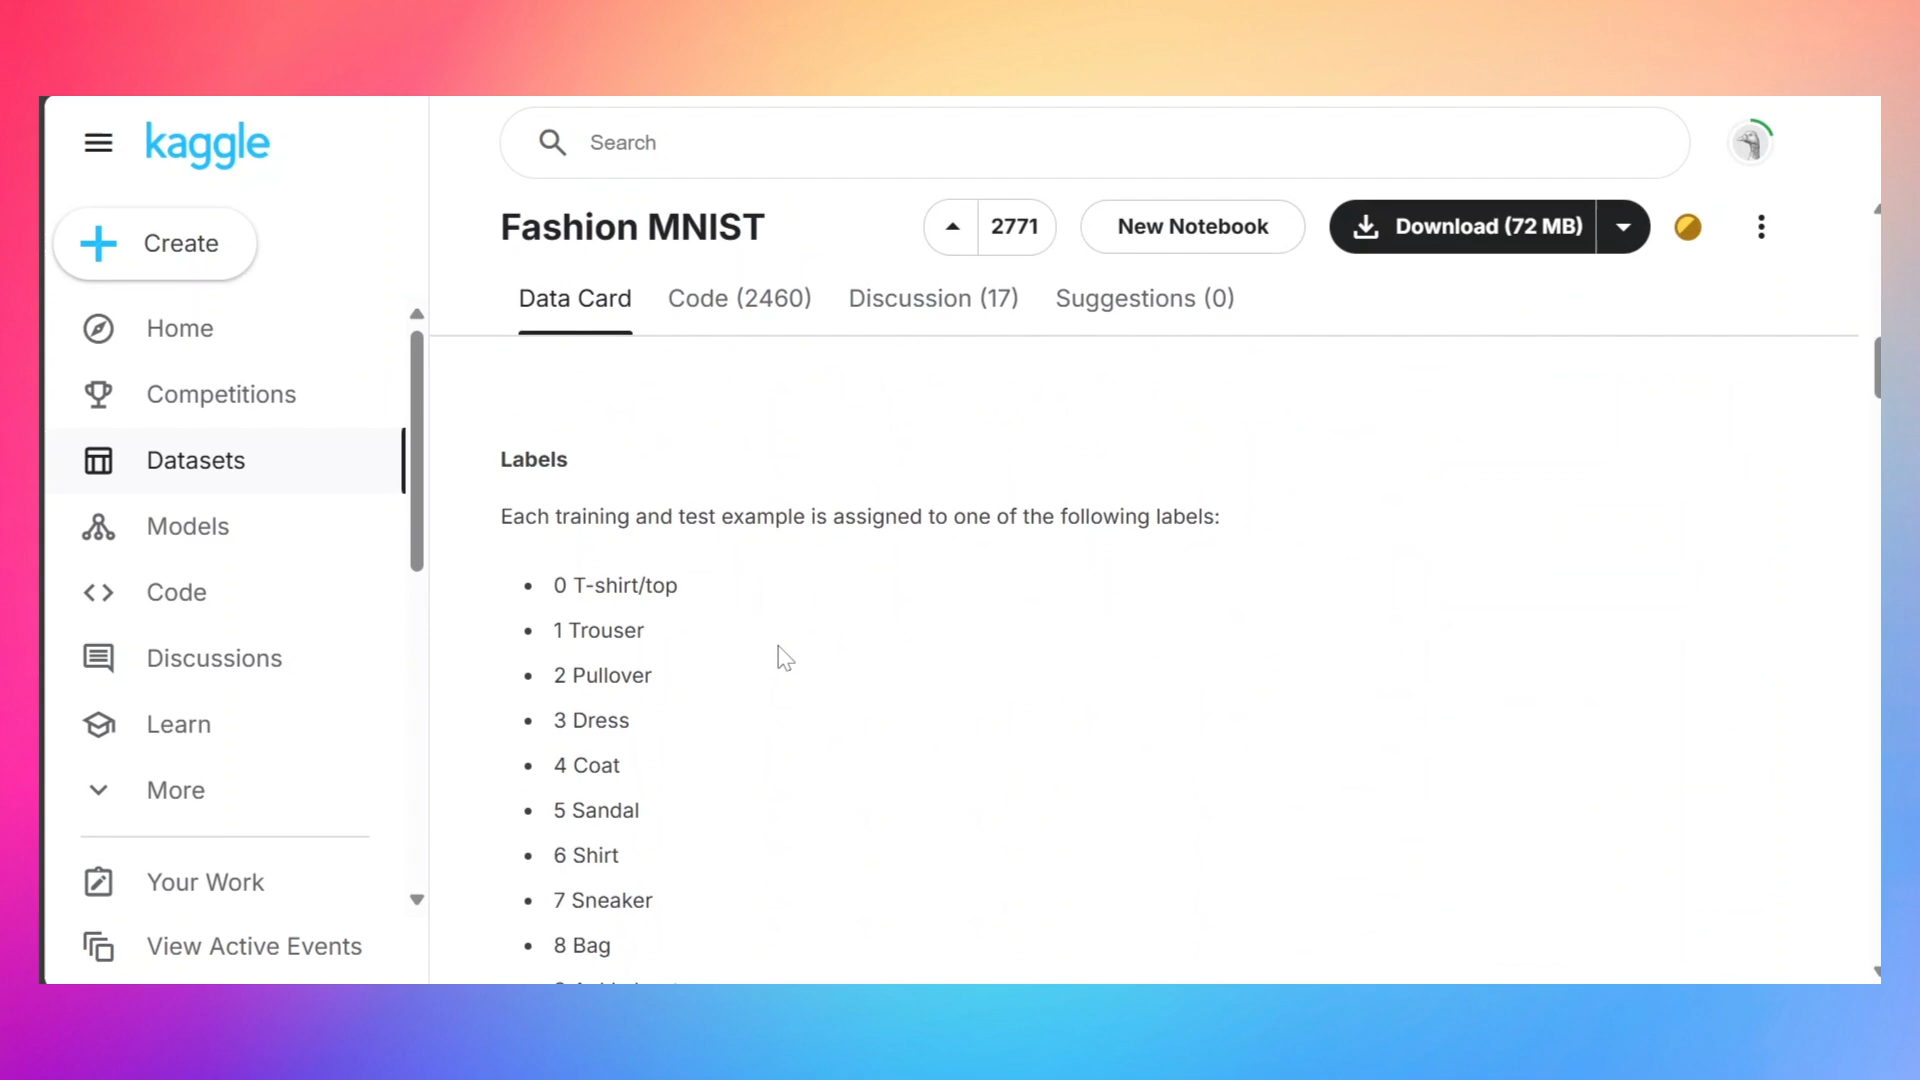 kaggle
Search
Create
Home
Competitions
Datasets
Models
Code
Discussions
Learn
More
Your Work
View Active Events
Fashion MNIST
2771
New Notebook
Download (72 MB)
Data Card
Code (2460)
Discussion (17)
Suggestions (0)
Labels
Each training and test example is assigned to one of the following labels:
• 0 T-shirt/top
• 1 Trouser
• 2 Pullover
• 3 Dress
• 4 Coat
• 5 Sandal
• 6 Shirt
• 7 Sneaker
• 8 Bag